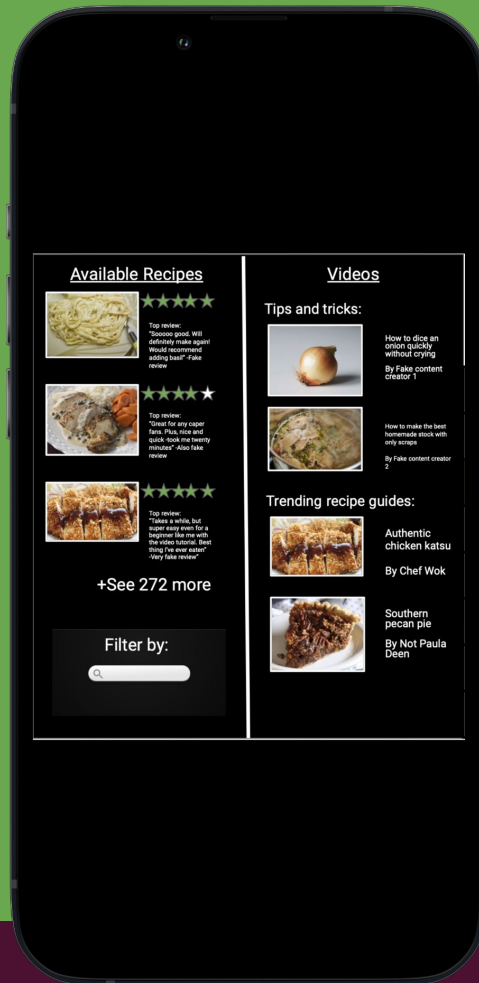 Available Recipes
Top review:
"Sooooo good. Will
definitely make again!
Would recommend
adding basil" -Fake
review
Top review:
"Great for any caper
fans. Plus, nice and
quick -took me twenty
minutes" -Also fake
review
Top review:
"Takes a while, but
super easy even for a
beginner like me with
the video tutorial. Best
thing I've ever eaten"
-Very fake review"
+See 272 more
Filter by:
Videos
Tips and tricks:
How to dice an
onion quickly
without crying
By Fake content
creator 1
How to make the best
homemade stock with
only scraps
By Fake content creator
2
Trending recipe guides:
Authentic
chicken katsu
By Chef Wok
Southern
pecan pie
By Not Paula
Deen